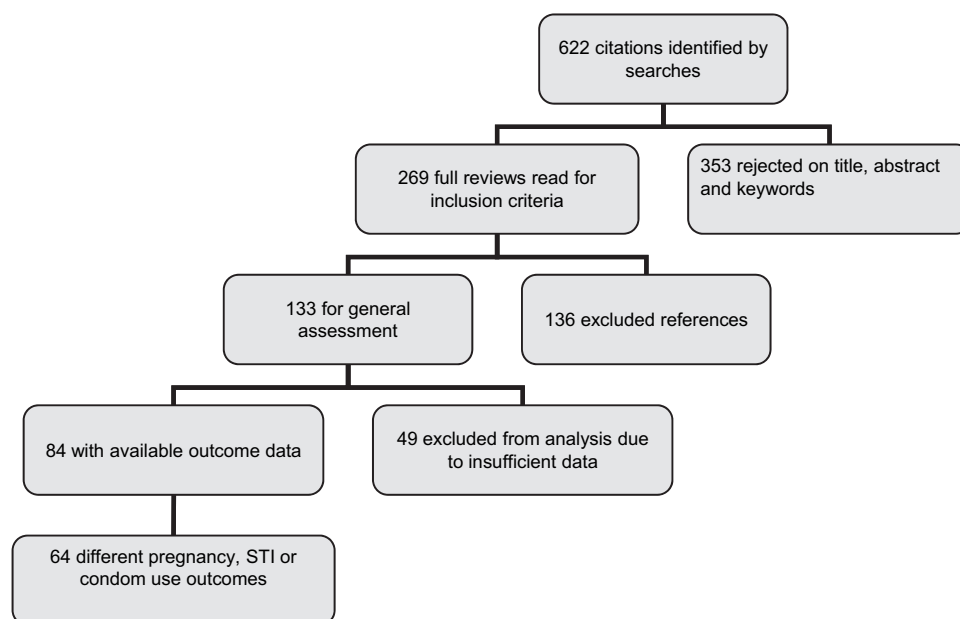 622 citations identified by
searches
269 full reviews read for
inclusion criteria
353 rejected on title, abstract
and keywords
133 for general
assessment
136 excluded references
84 with available outcome data
49 excluded from analysis due
to insufficient data
64 different pregnancy, STI or
condom use outcomes